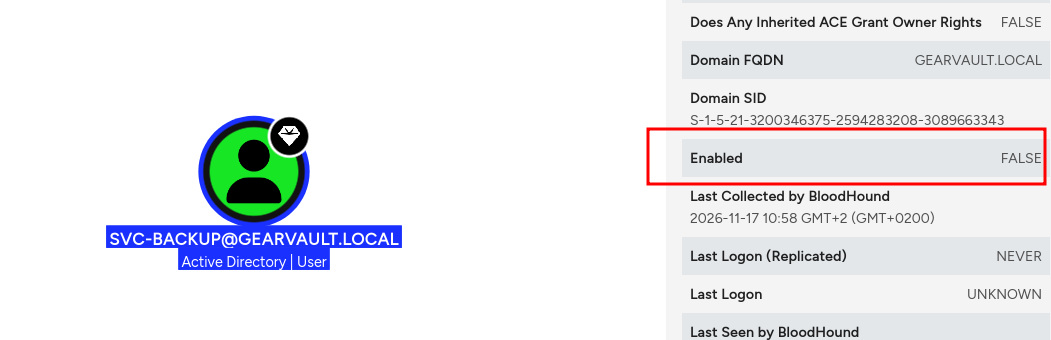 Does Any Inherited ACE Grant Owner Rights FALSE
Domain FQDN GEARVAULT.LOCAL
Domain SID
S-1-5-21-3200346375-2594283208-3089663343
Enabled FALSE
Last Collected by BloodHound
2026-11-17 10:58 GMT+2 (GMT+0200)
Last Logon (Replicated) NEVER
Last Logon UNKNOWN
Last Seen by BloodHound
SVC-BACKUP@GEARVAULT.LOCAL
Active Directory | User